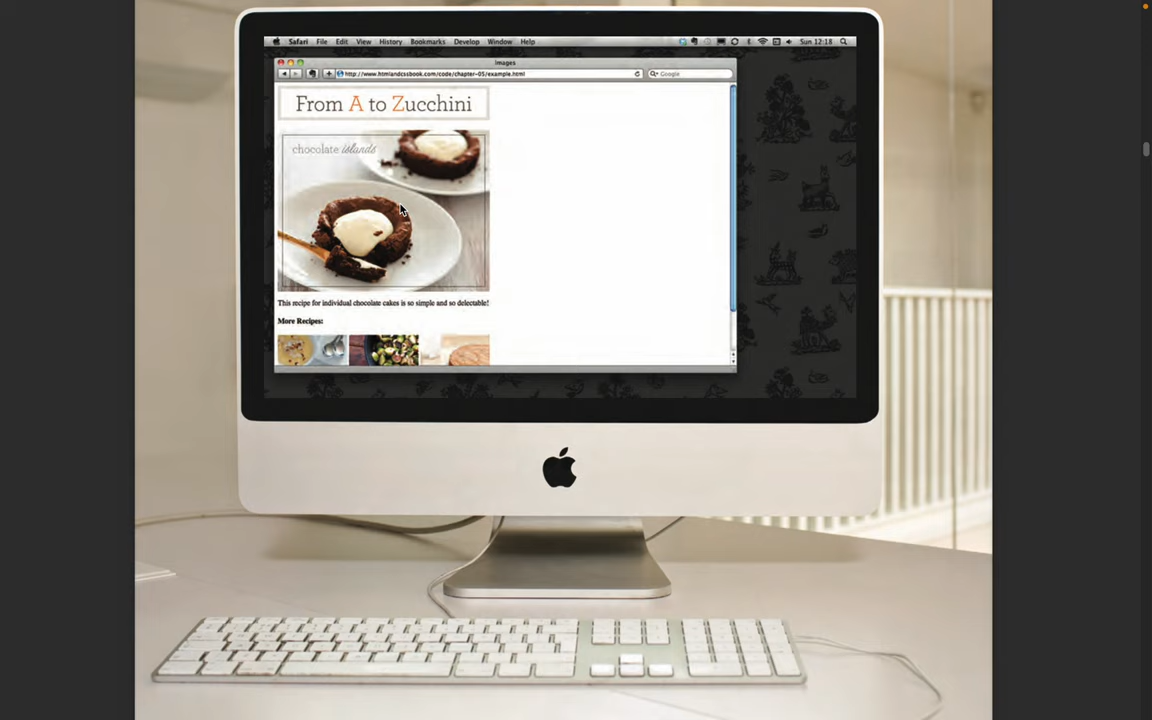 Safari File Edit View History Bookmarks Develop Window Help Sun 12:18
Images
http://www.htmlandcssbook.com/code/chapter-05/example.html Google
From A to Zucchini
chocolate islands
This recipe for individual chocolate cakes is so simple and so delectable!
More Recipes: